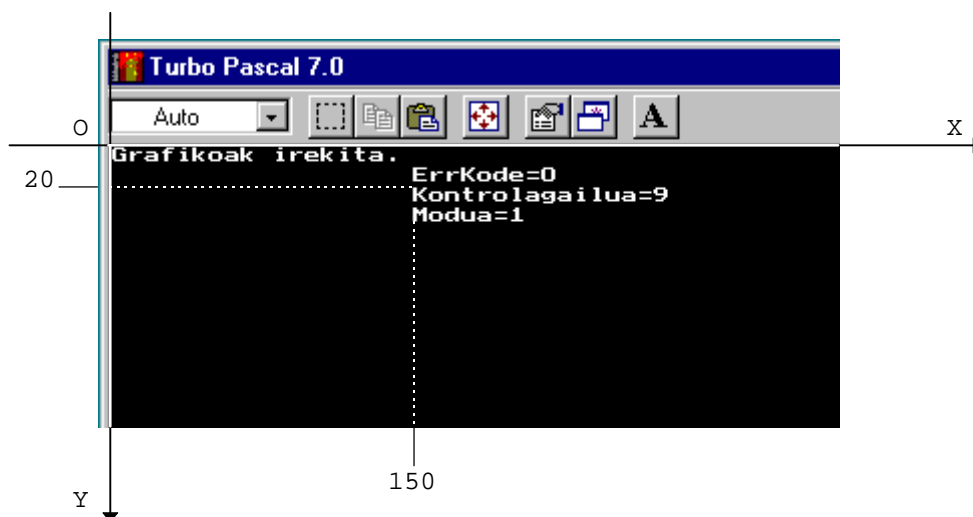 Turbo Pascal 7.0
Auto
A
O
X
Grafikoak irekita.
ErrKode=0
20
Kontrolagailua=9
Modua=1
150
Y